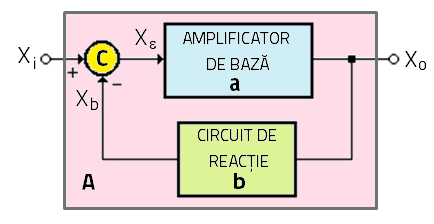 Xε
AMPLIFICATOR
DE BAZĂ
a
Xi
C
Xo
+
−
Xb
CIRCUIT DE
REACȚIE
b
A